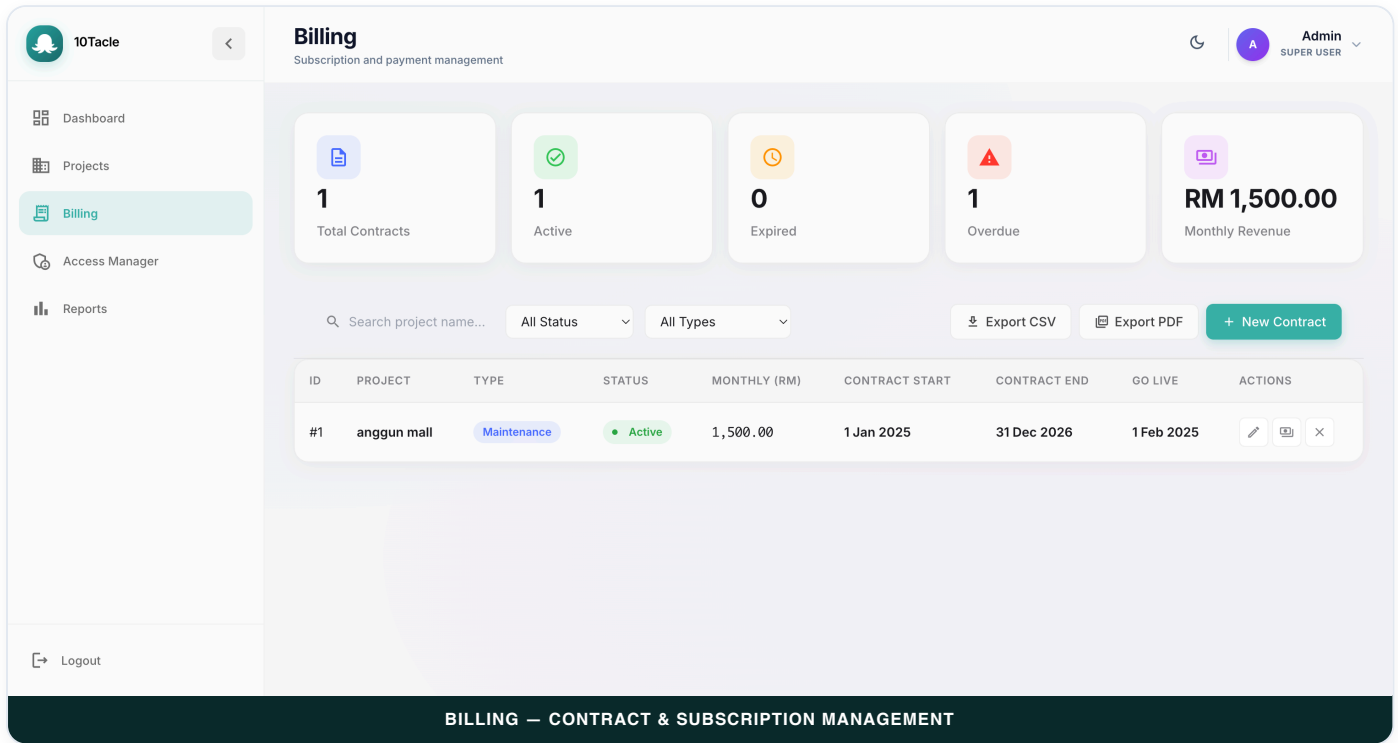 10Tacle
Billing
Subscription and payment management
A
Admin
SUPER USER
Dashboard
Projects
Billing
Access Manager
Reports
Logout
1
Total Contracts
1
Active
0
Expired
1
Overdue
RM 1,500.00
Monthly Revenue
Search project name...
All Status
All Types
Export CSV
Export PDF
+ New Contract
ID PROJECT TYPE STATUS MONTHLY (RM) CONTRACT START CONTRACT END GO LIVE ACTIONS
#1 anggun mall Maintenance Active 1,500.00 1 Jan 2025 31 Dec 2026 1 Feb 2025
BILLING — CONTRACT & SUBSCRIPTION MANAGEMENT